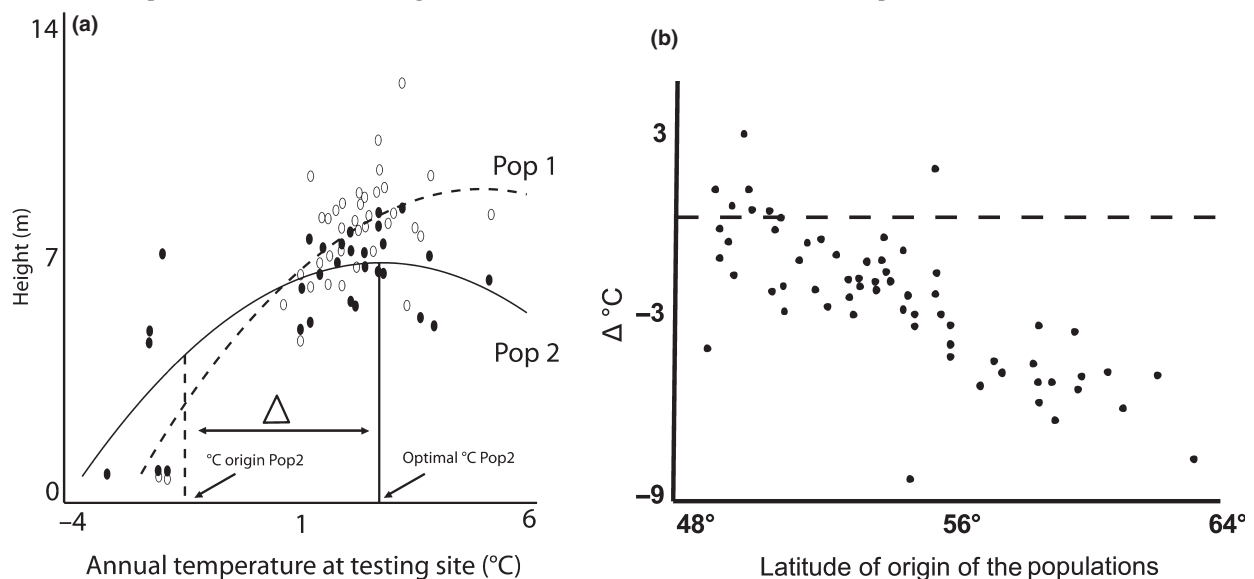 (a)
14
7
0
Height (m)
Pop 1
Pop 2
Δ
°C origin Pop2
Optimal °C Pop2
−4
1
6
Annual temperature at testing site (°C)
(b)
3
−3
−9
Δ °C
48°
56°
64°
Latitude of origin of the populations